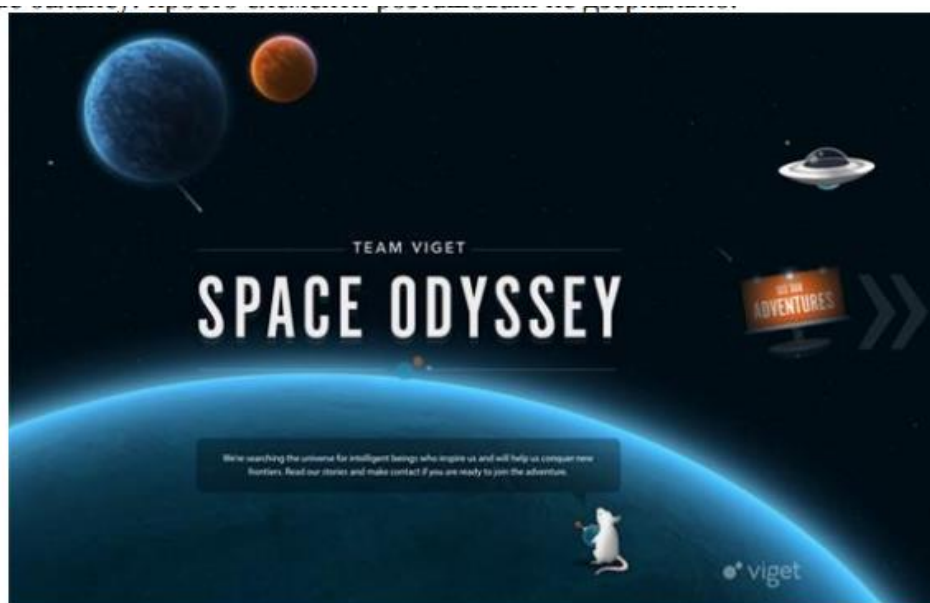 TEAM VIGET
SPACE ODYSSEY
ADVENTURES
We're searching the universe for intelligent beings who inspire us and will help us conquer new
frontiers. Read our stories and make contact if you are ready to join the adventure.
viget